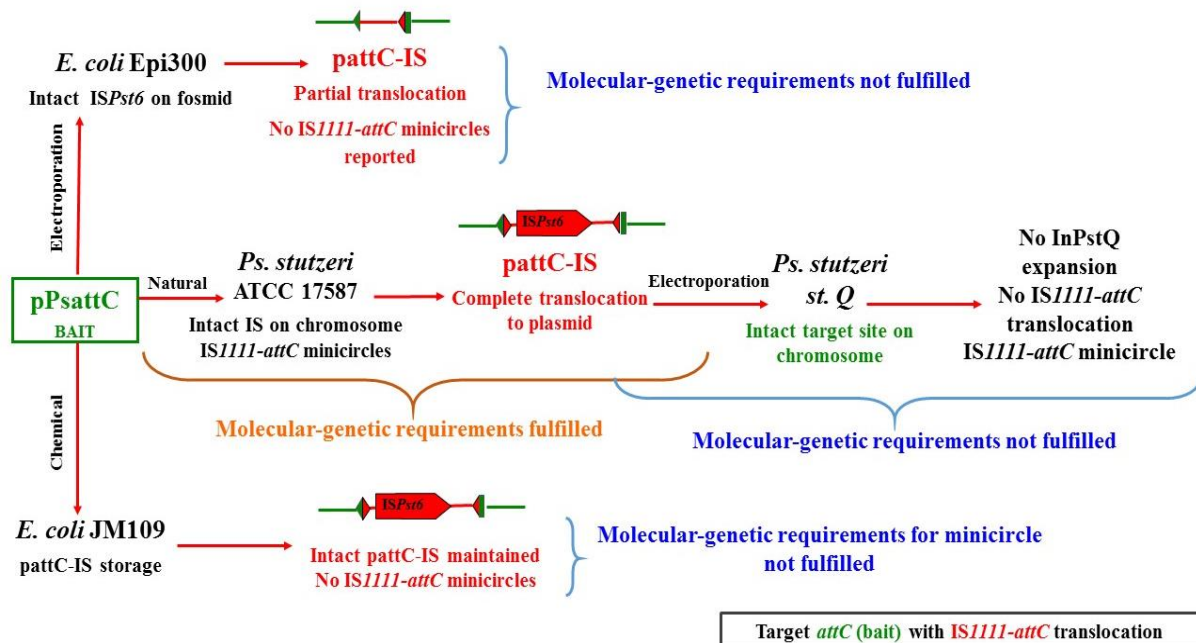 E. coli Epi300
Intact ISPst6 on fosmid
pattC-IS
Partial translocation
No IS1111-attC minicircles
reported
Molecular-genetic requirements not fulfilled
Electroporation
pPsattC
BAIT
Natural
Ps. stutzeri
ATCC 17587
Intact IS on chromosome
IS1111-attC minicircles
ISPst6
pattC-IS
Complete translocation
to plasmid
Electroporation
Ps. stutzeri
st. Q
Intact target site on
chromosome
No InPstQ
expansion
No IS1111-attC
translocation
IS1111-attC minicircle
Molecular-genetic requirements fulfilled
Molecular-genetic requirements not fulfilled
Chemical
E. coli JM109
pattC-IS storage
ISPst6
Intact pattC-IS maintained
No IS1111-attC minicircles
Molecular-genetic requirements for minicircle
not fulfilled
Target attC (bait) with IS1111-attC translocation